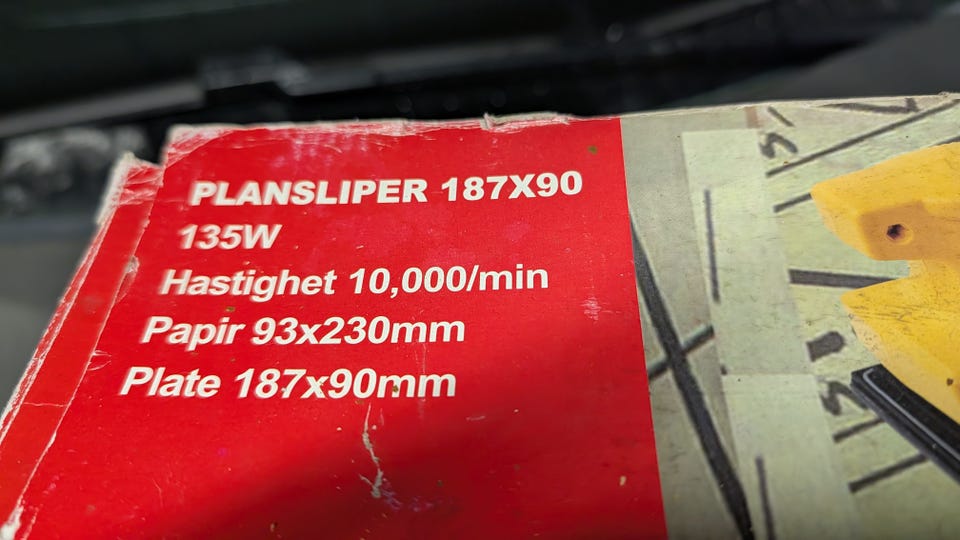 PLANSLIPER 187X90
135W
Hastighet 10,000/min
Papir 93x230mm
Plate 187x90mm